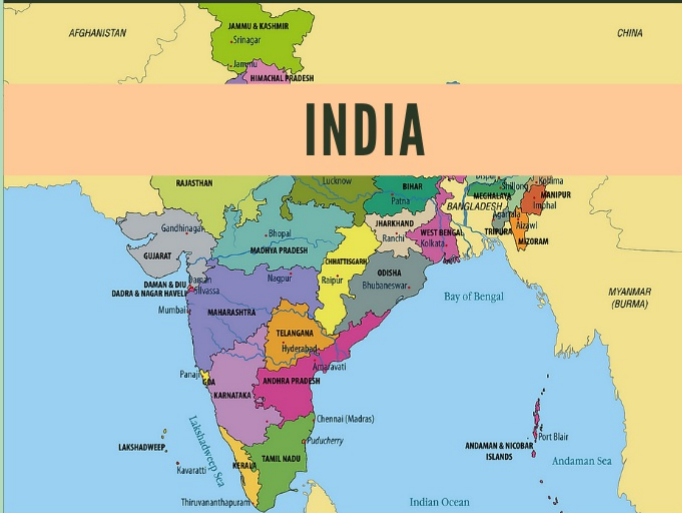 AFGHANISTAN
JAMMU & KASHMIR
Srinagar
CHINA
Jammu
HIMACHAL PRADESH
INDIA
RAJASTHAN
Lucknow
BIHAR
Patna
Shillong
MEGHALAYA
Kohima
MANIPUR
Imphal
BANGLADESH
Agartala
Aizawl
TRIPURA
MIZORAM
Gandhinagar
GUJARAT
Bhopal
MADHYA PRADESH
JHARKHAND
Ranchi
WEST BENGAL
Kolkata
CHHATTISGARH
Raipur
ODISHA
Bhubaneswar
Daman
DAMAN & DIU
Silvassa
DADRA & NAGAR HAVELI
Nagpur
Mumbai
MAHARASHTRA
Bay of Bengal
MYANMAR
(BURMA)
TELANGANA
Hyderabad
Amaravati
Panaji
GOA
KARNATAKA
ANDHRA PRADESH
Chennai (Madras)
Puducherry
LAKSHADWEEP
Lakshadweep Sea
Kavaratti
KERALA
TAMIL NADU
Thiruvananthapuram
Port Blair
ANDAMAN & NICOBAR
ISLANDS
Andaman Sea
Indian Ocean